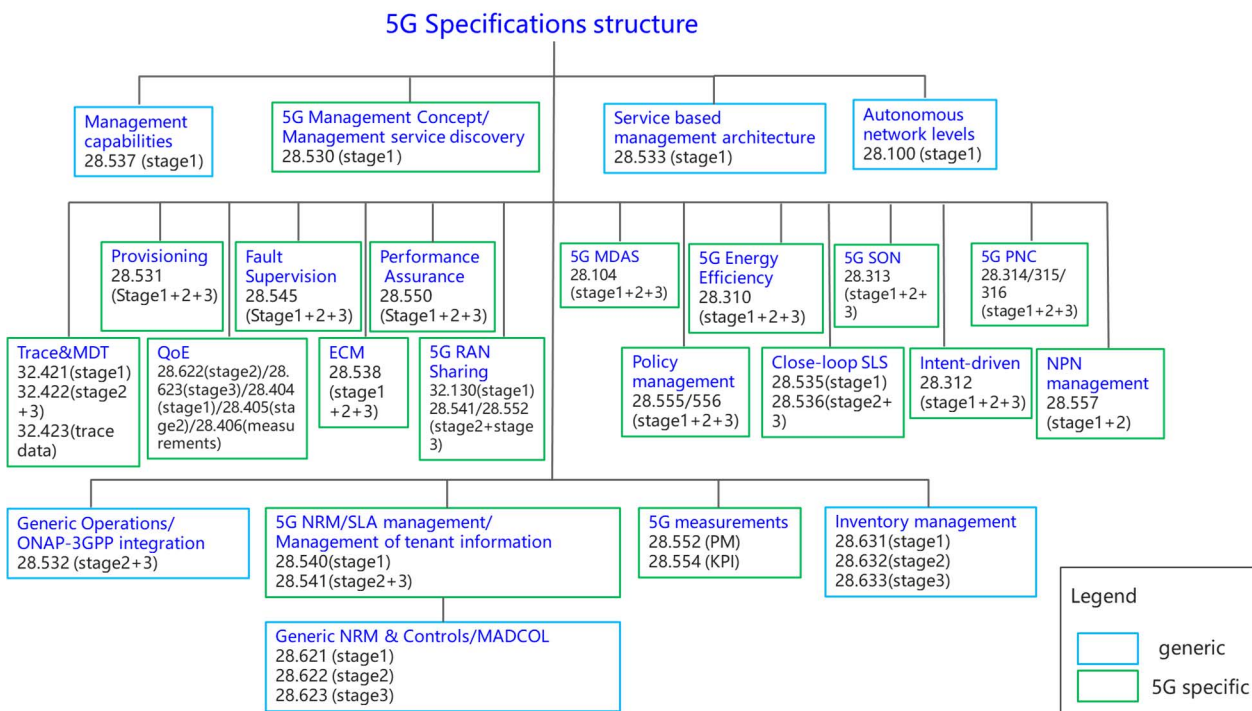 5G Specifications structure
Management
capabilities
28.537 (stage1)
5G Management Concept/
Management service discovery
28.530 (stage1)
Service based
management architecture
28.533 (stage1)
Autonomous
network levels
28.100 (stage1)
Provisioning
28.531
(Stage1+2+3)
Fault
Supervision
28.545
(Stage1+2+3)
Performance
Assurance
28.550
(Stage1+2+3)
5G MDAS
28.104
(stage1+2+3)
5G Energy
Efficiency
28.310
(stage1+2+3)
5G SON
28.313
(stage1+2+
3)
5G PNC
28.314/315/
316
(stage1+2+3)
Trace&MDT
32.421(stage1)
32.422(stage2
+3)
32.423(trace
data)
QoE
28.622(stage2)/28.
623(stage3)/28.404
(stage1)/28.405(sta
ge2)/28.406(measu
rements)
ECM
28.538
(stage1
+2+3)
5G RAN
Sharing
32.130(stage1)
28.541/28.552
(stage2+stage
3)
Policy
management
28.555/556
(stage1+2+3)
Close-loop SLS
28.535(stage1)
28.536(stage2+
3)
Intent-driven
28.312
(stage1+2+3)
NPN
management
28.557
(stage1+2)
Generic Operations/
ONAP-3GPP integration
28.532 (stage2+3)
5G NRM/SLA management/
Management of tenant information
28.540(stage1)
28.541(stage2+3)
5G measurements
28.552 (PM)
28.554 (KPI)
Inventory management
28.631(stage1)
28.632(stage2)
28.633(stage3)
Generic NRM & Controls/MADCOL
28.621 (stage1)
28.622 (stage2)
28.623 (stage3)
Legend
generic
5G specific